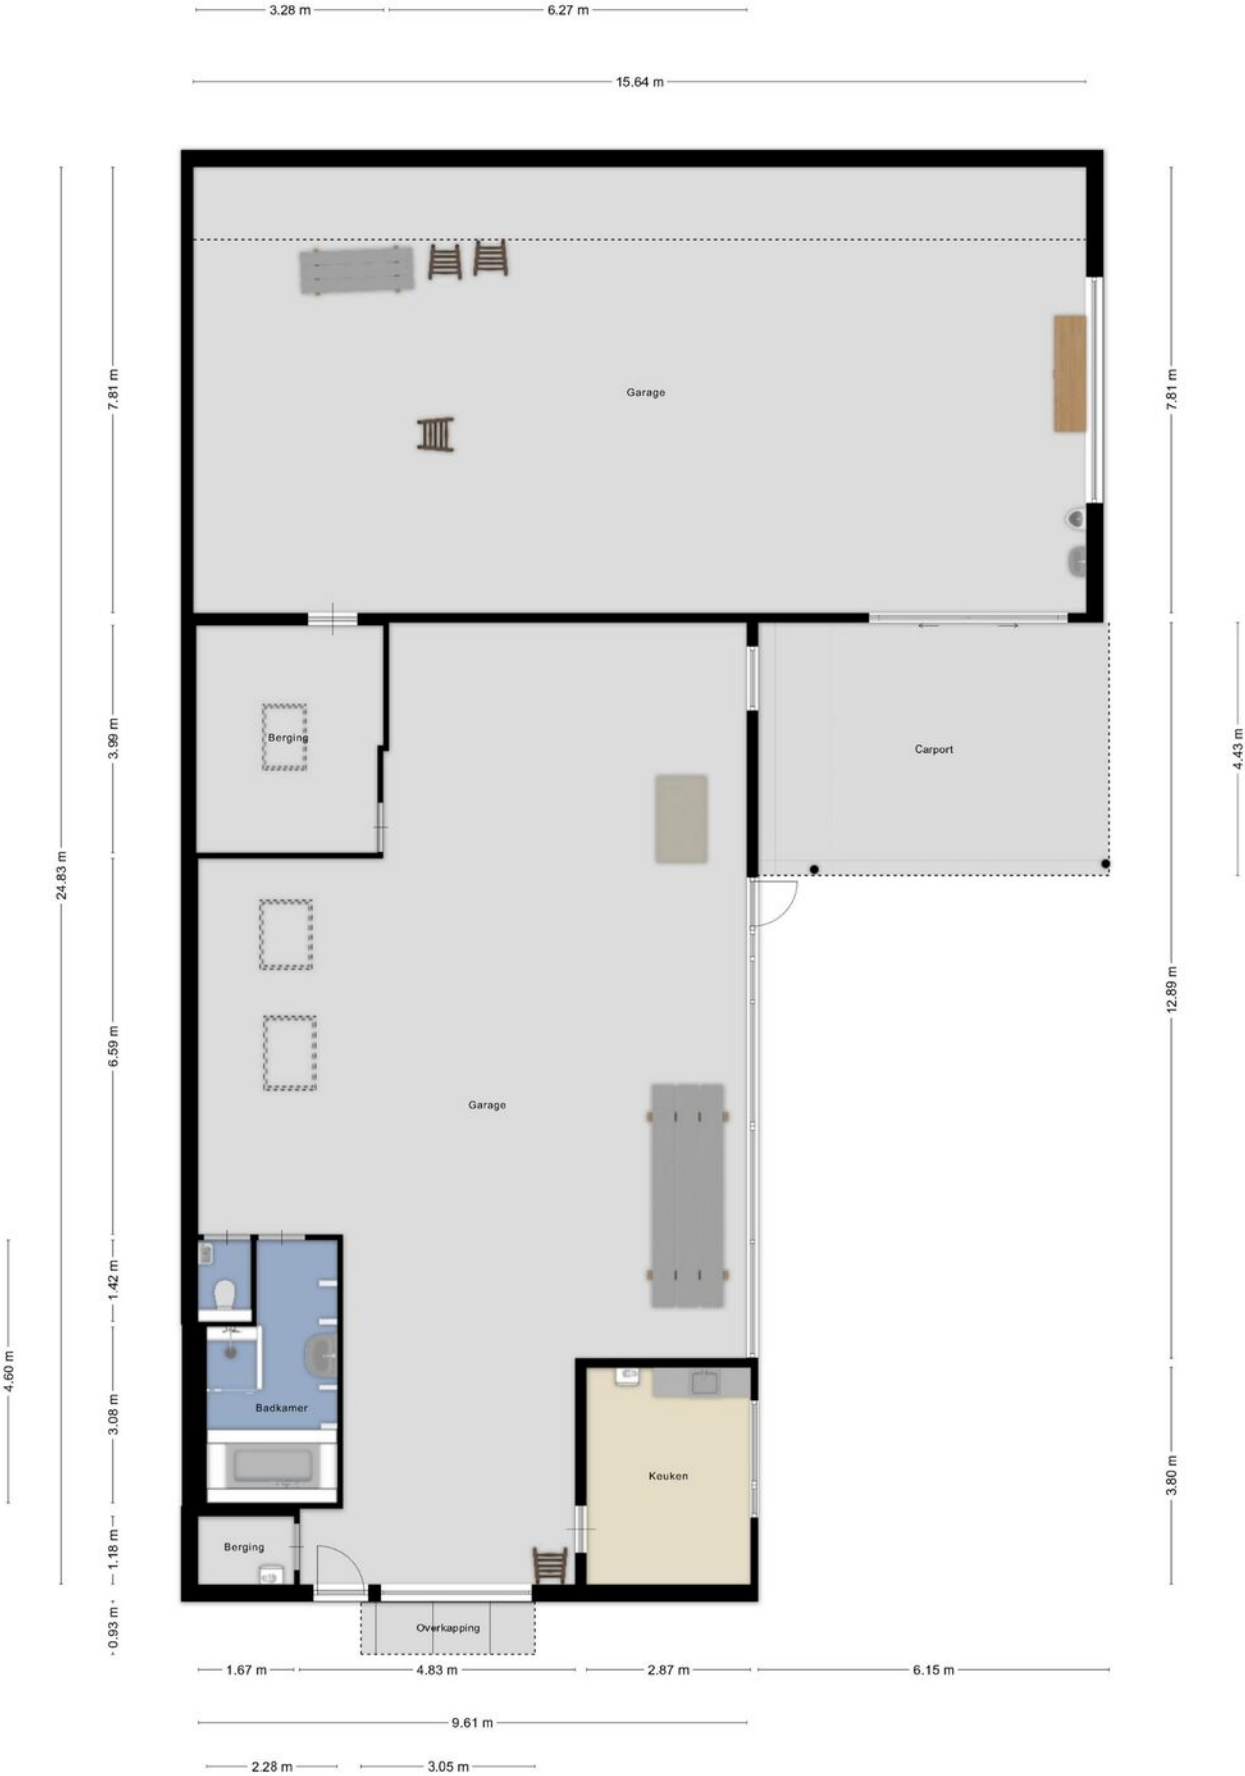 3.28 m
6.27 m
15.64 m
7.81 m
Garage
7.81 m
3.99 m
Berging
Carport
4.43 m
24.83 m
12.89 m
6.59 m
Garage
1.42 m
4.60 m
3.08 m
Badkamer
Keuken
3.80 m
1.18 m
Berging
0.93 m
Overkapping
1.67 m
4.83 m
2.87 m
6.15 m
9.61 m
2.28 m
3.05 m